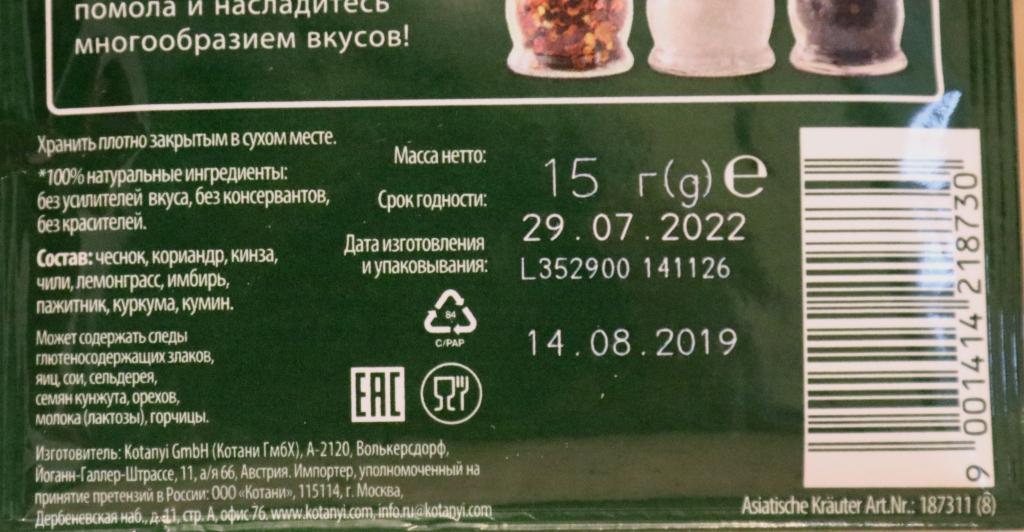 помола и насладитесь
многообразием вкусов!
Хранить плотно закрытым в сухом месте.
*100% натуральные ингредиенты:
без усилителей вкуса, без консервантов,
без красителей.
Состав: чеснок, кориандр, кинза,
чили, лемонграсс, имбирь,
пажитник, куркума, кумин.
Может содержать следы
глютеносодержащих злаков,
яиц, сои, сельдерея,
семян кунжута, орехов,
молока (лактозы), горчицы.
Масса нетто: 15 г(g) e
Срок годности: 29.07.2022
Дата изготовления
и упаковывания: L352900 141126
14.08.2019
84
C/PAP
EAC
Изготовитель: Kotanyi GmbH (Котани ГмбХ), А-2120, Волькерсдорф,
Йоганн-Галлер-Штрассе, 11, а/я 66, Австрия. Импортер, уполномоченный на
принятие претензий в России: ООО «Котани», 115114, г. Москва,
Дербеневская наб., д.11, стр. А, офис 76. www.kotanyi.com, info.ru@kotanyi.com
9 001414 218730
Asiatische Kräuter Art.Nr.: 187311 (8)